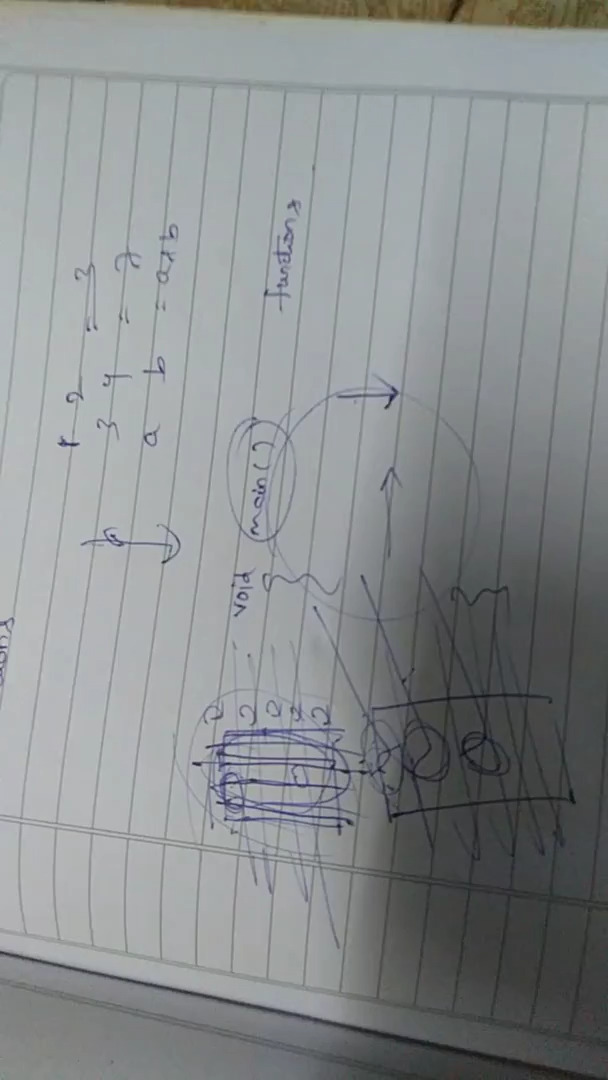 1 2 = 3
3 4 = 7
a b = a+b
functions
void main()
{
}